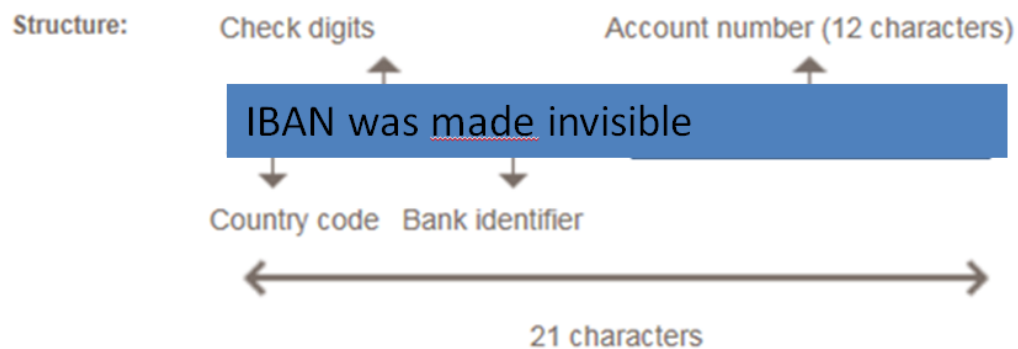 Structure:
Check digits
Account number (12 characters)
IBAN was made invisible
Country code
Bank identifier
21 characters